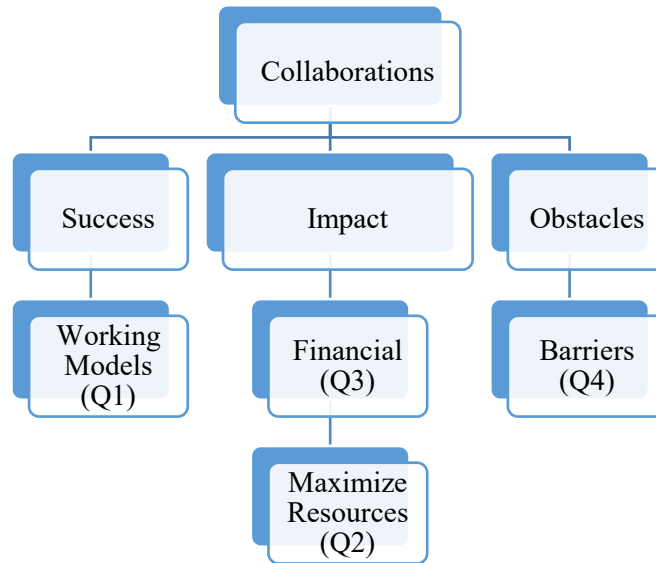 Collaborations
Success
Impact
Obstacles
Working
Models
(Q1)
Financial
(Q3)
Barriers
(Q4)
Maximize
Resources
(Q2)